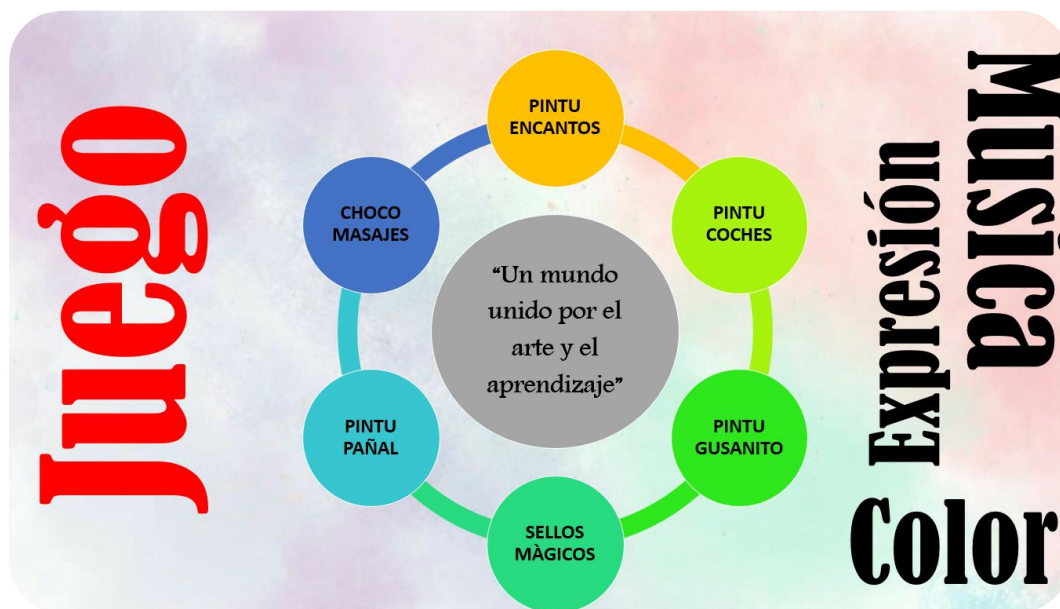 Juego
PINTU
ENCANTOS
PINTU
COCHES
PINTU
GUSANITO
SELLOS
MÀGICOS
PINTU
PAÑAL
CHOCO
MASAJES
“Un mundo
unido por el
arte y el
aprendizaje”
Expresión
Musica
Color